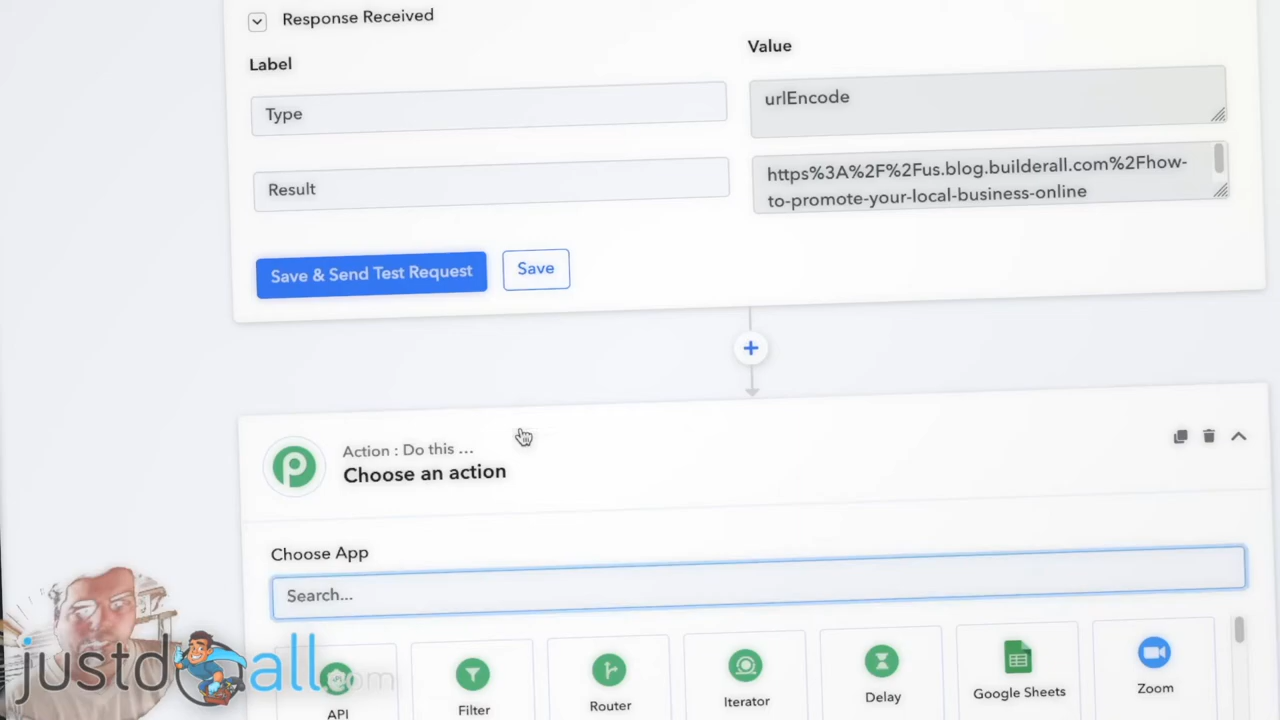 Response Received
Label
Value
Type
urlEncode
Result
https%3A%2F%2Fus.blog.builderall.com%2Fhow-
to-promote-your-local-business-online
Save & Send Test Request
Save
Action : Do this ...
Choose an action
Choose App
Search...
API
Filter
Router
Iterator
Delay
Google Sheets
Zoom
justdoall.com